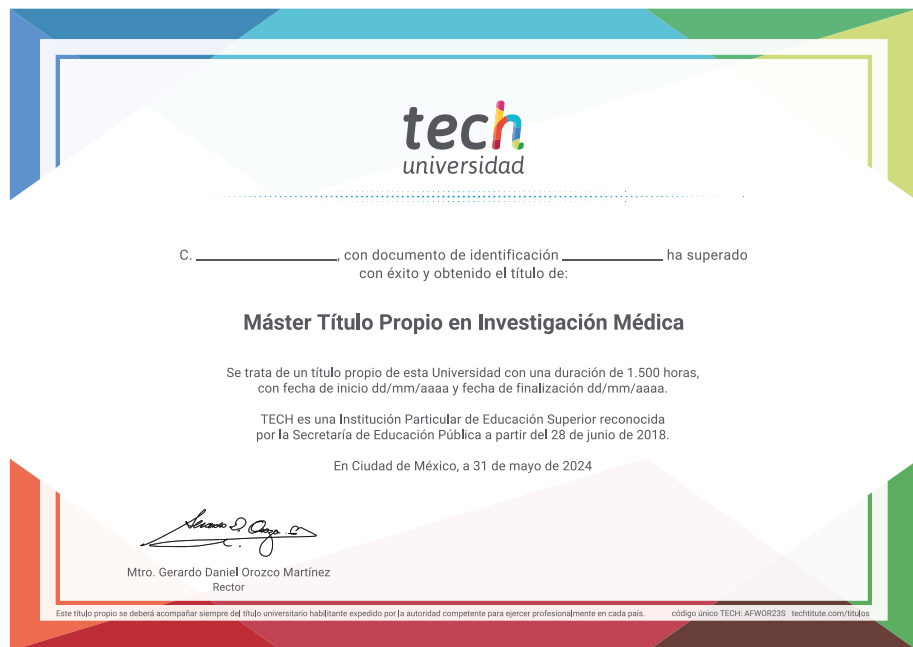 tech
universidad
C. ____________, con documento de identificación ____________ ha superado
con éxito y obtenido el título de:
Máster Título Propio en Investigación Médica
Se trata de un título propio de esta Universidad con una duración de 1.500 horas,
con fecha de inicio dd/mm/aaaa y fecha de finalización dd/mm/aaaa.
TECH es una Institución Particular de Educación Superior reconocida
por la Secretaría de Educación Pública a partir del 28 de junio de 2018.
En Ciudad de México, a 31 de mayo de 2024
Mtro. Gerardo Daniel Orozco Martínez
Rector
Este título propio se deberá acompañar siempre del título universitario habilitante expedido por la autoridad competente para ejercer profesionalmente en cada país. código único TECH: AFWOR23S techtitute.com/titulos